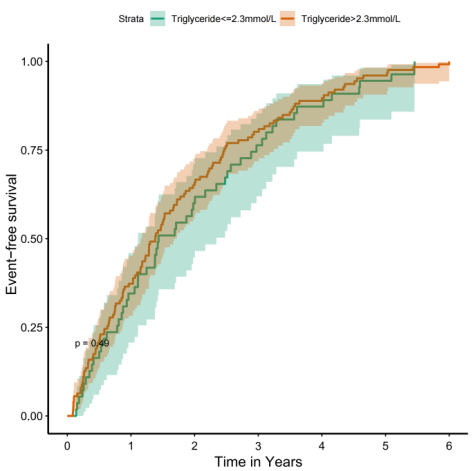 Strata Triglyceride<=2.3mmol/L Triglyceride>2.3mmol/L
1.00
0.75
0.50
0.25
0.00
Event-free survival
p = 0.49
0 1 2 3 4 5 6
Time in Years